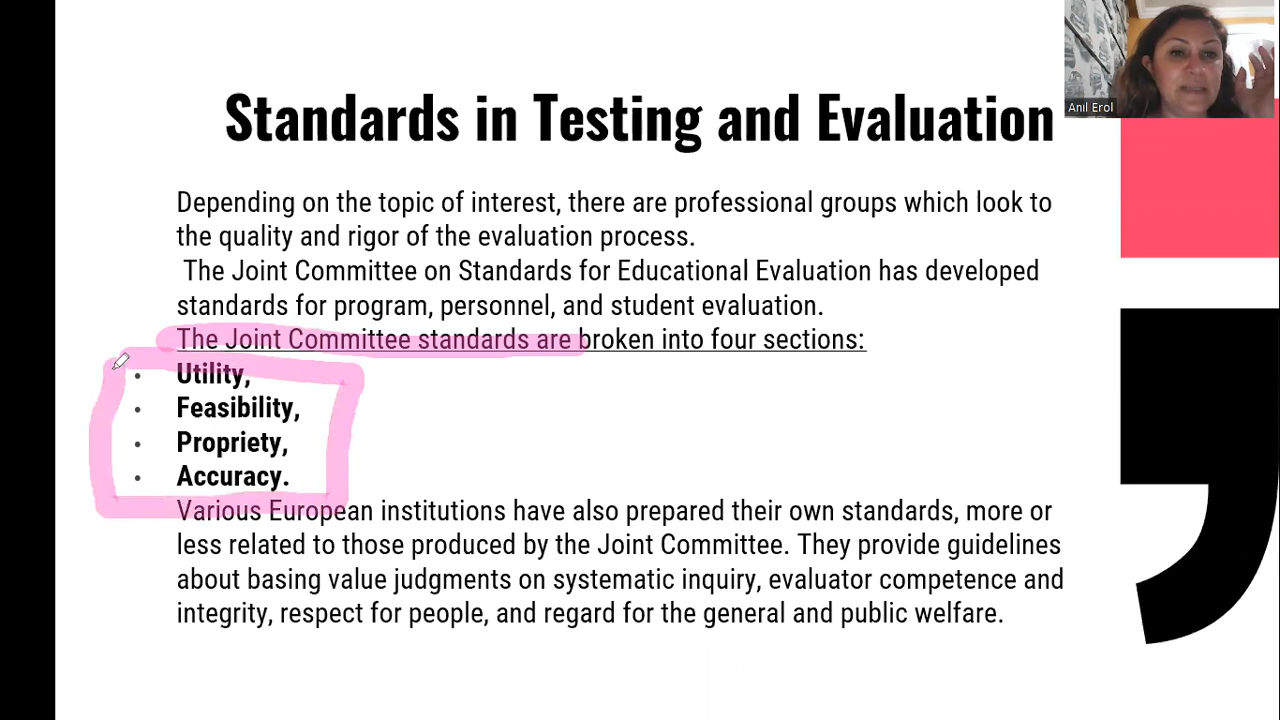 Standards in Testing and Evaluation
Anıl Erol
Depending on the topic of interest, there are professional groups which look to
the quality and rigor of the evaluation process.
The Joint Committee on Standards for Educational Evaluation has developed
standards for program, personnel, and student evaluation.
The Joint Committee standards are broken into four sections:
• Utility,
• Feasibility,
• Propriety,
• Accuracy.
Various European institutions have also prepared their own standards, more or
less related to those produced by the Joint Committee. They provide guidelines
about basing value judgments on systematic inquiry, evaluator competence and
integrity, respect for people, and regard for the general and public welfare.